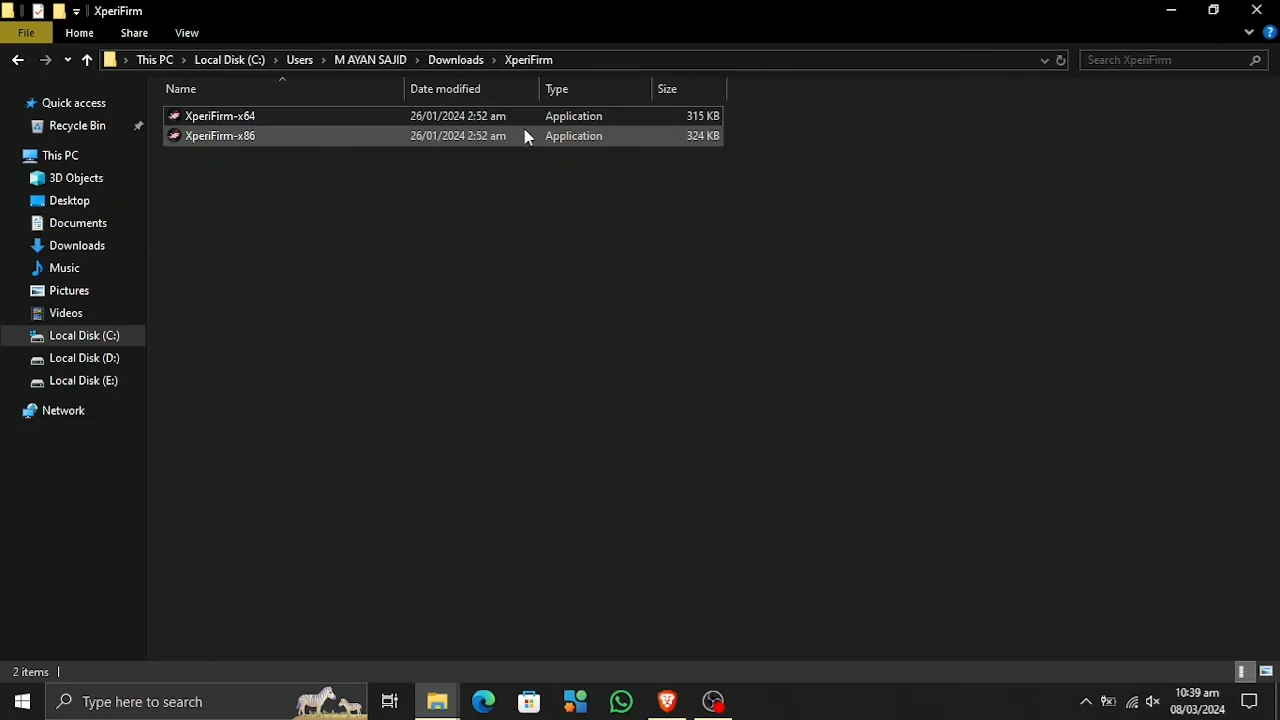 XperiFirm
File Home Share View
This PC Local Disk (C:) Users M AYAN SAJID Downloads XperiFirm
Search XperiFirm
Name Date modified Type Size
XperiFirm-x64 26/01/2024 2:52 am Application 315 KB
XperiFirm-x86 26/01/2024 2:52 am Application 324 KB
Quick access
Recycle Bin
This PC
3D Objects
Desktop
Documents
Downloads
Music
Pictures
Videos
Local Disk (C:)
Local Disk (D:)
Local Disk (E:)
Network
2 items
Type here to search
10:39 am
08/03/2024